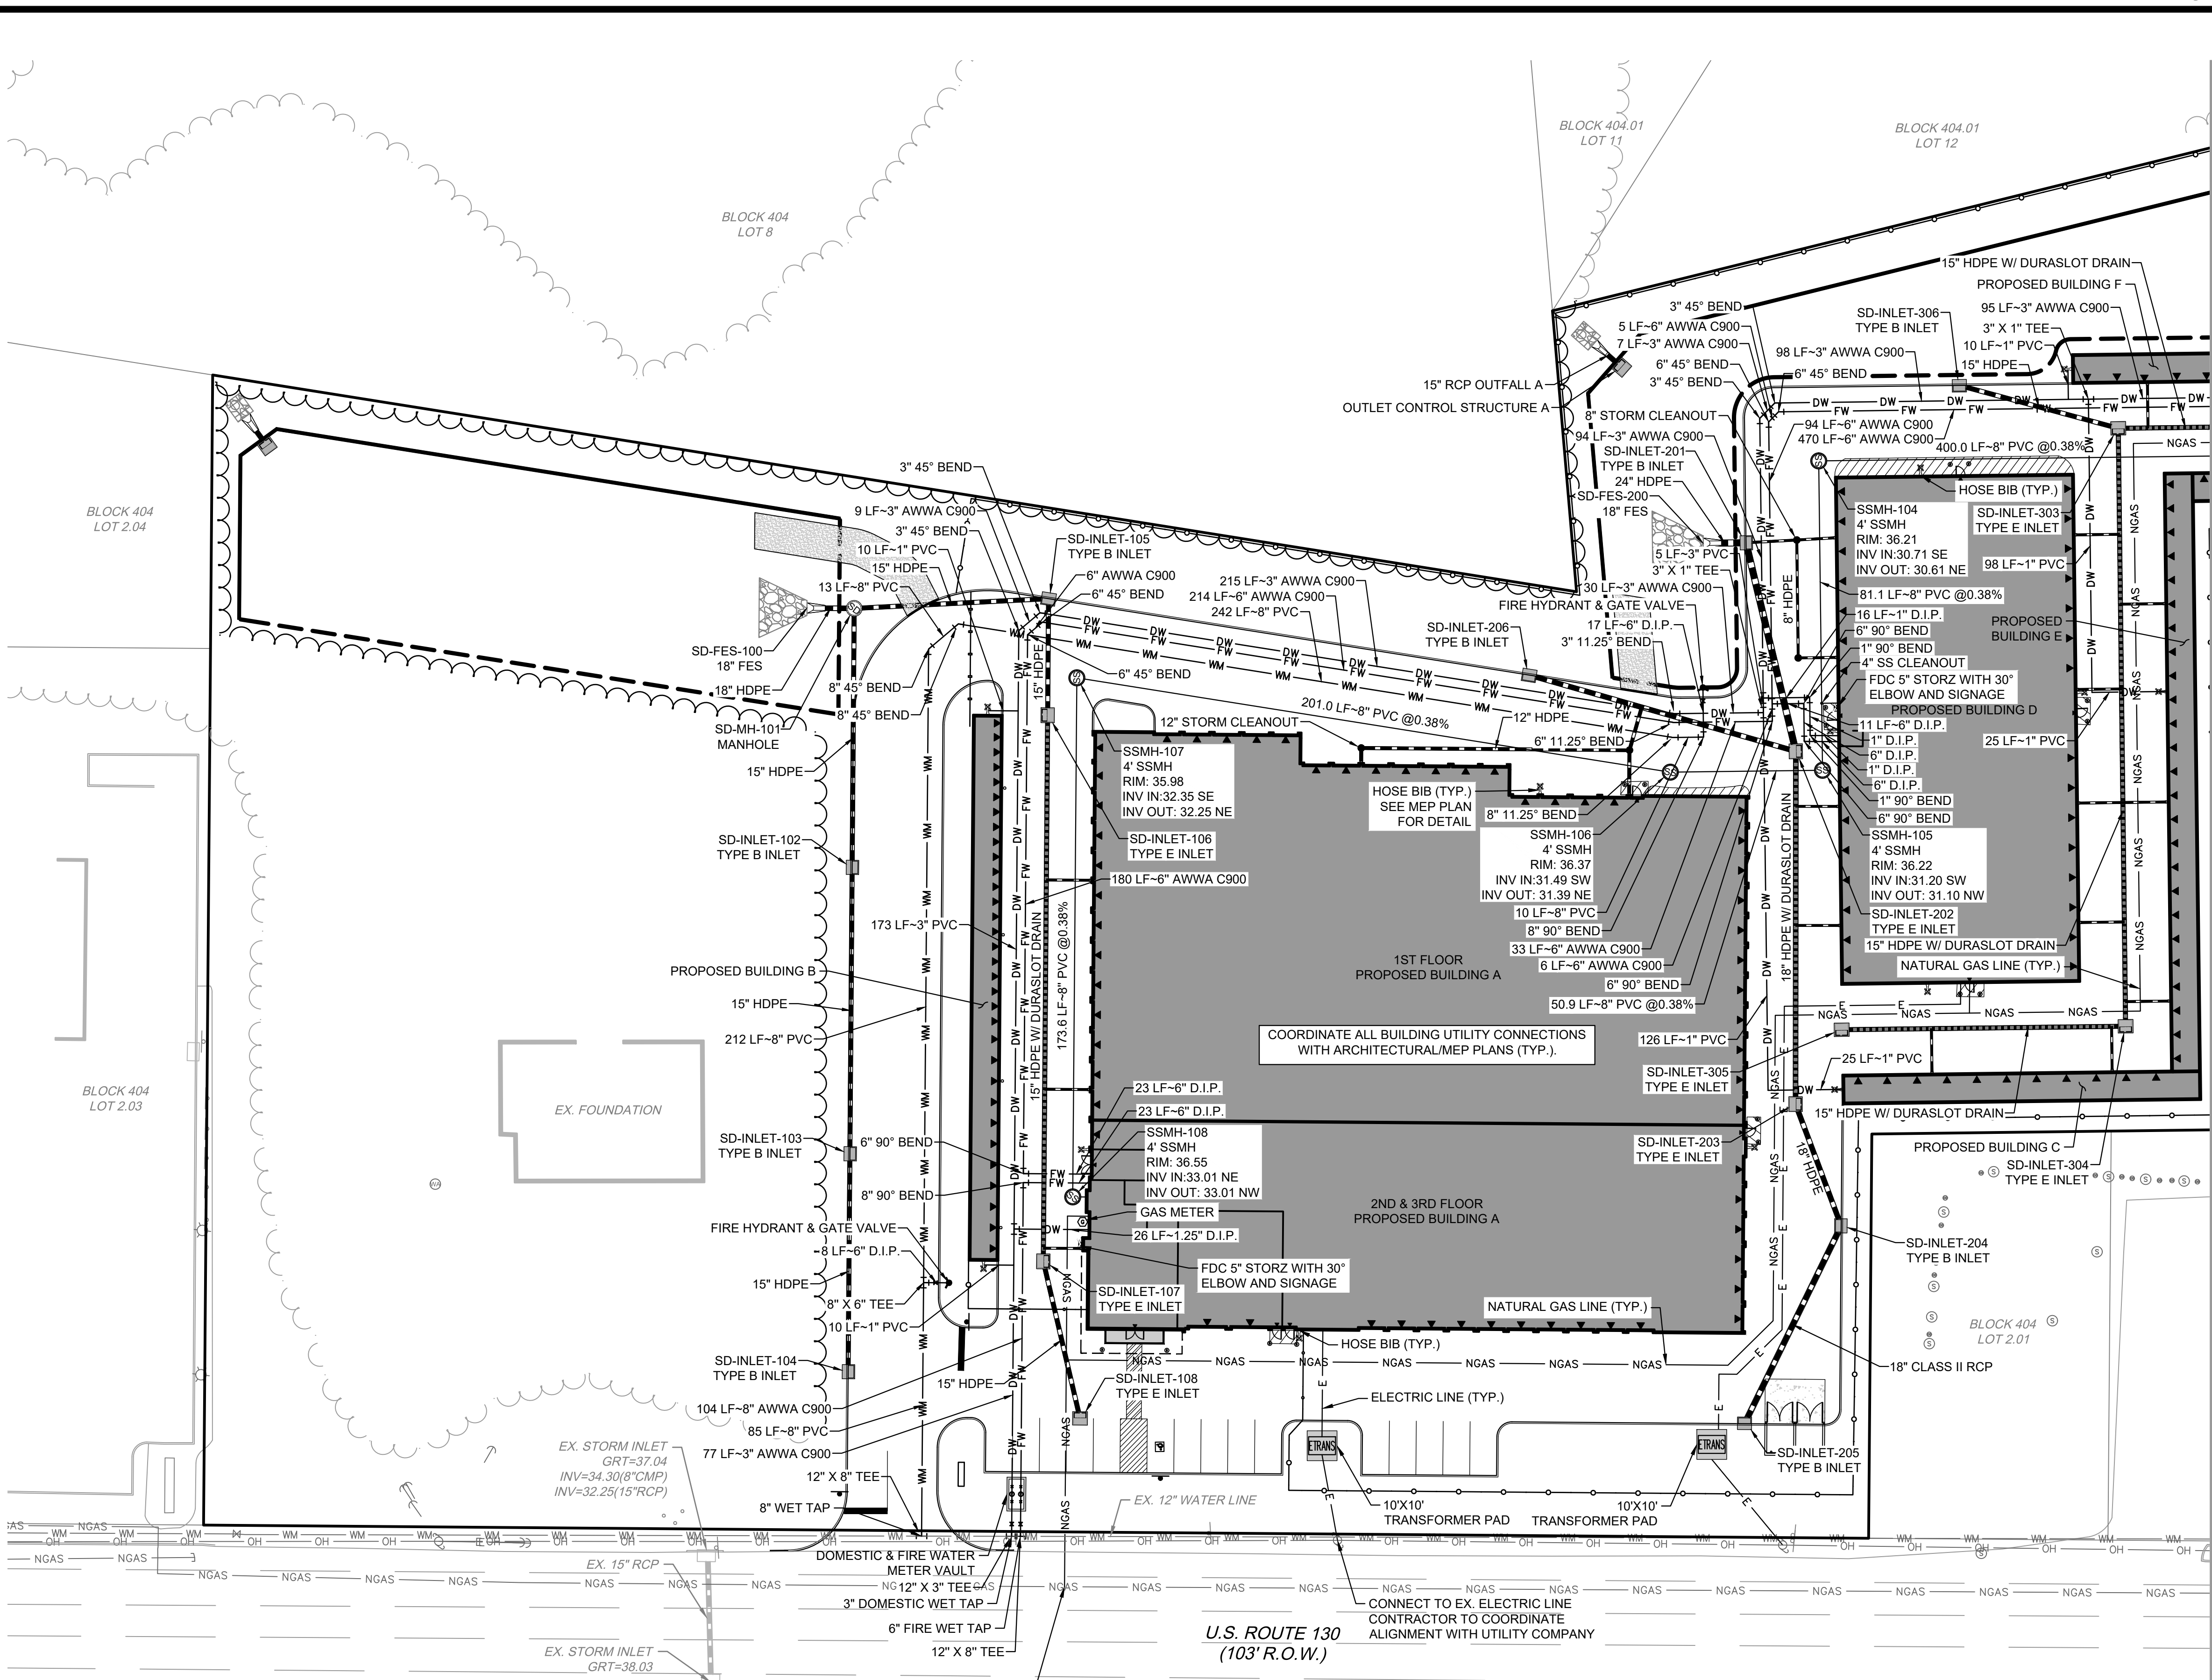 BLOCK 404.01
LOT 11
BLOCK 404.01
LOT 12
BLOCK 404
LOT 8
BLOCK 404
LOT 2.04
BLOCK 404
LOT 2.03
15" HDPE W/ DURASLOT DRAIN
PROPOSED BUILDING F
95 LF~3" AWWA C900
3" X 1" TEE
10 LF~1" PVC
15" HDPE
SD-INLET-306
TYPE B INLET
98 LF~3" AWWA C900
6" 45° BEND
3" 45° BEND
5 LF~6" AWWA C900
7 LF~3" AWWA C900
6" 45° BEND
3" 45° BEND
15" RCP OUTFALL A
OUTLET CONTROL STRUCTURE A
8" STORM CLEANOUT
94 LF~3" AWWA C900
SD-INLET-201
TYPE B INLET
24" HDPE
SD-FES-200
18" FES
94 LF~6" AWWA C900
470 LF~6" AWWA C900
400.0 LF~8" PVC @0.38%
HOSE BIB (TYP.)
SSMH-104
4' SSMH
RIM: 36.21
INV IN:30.71 SE
INV OUT: 30.61 NE
SD-INLET-303
TYPE E INLET
98 LF~1" PVC
81.1 LF~8" PVC @0.38%
16 LF~1" D.I.P.
6" 90° BEND
1" 90° BEND
4" SS CLEANOUT
FDC 5" STORZ WITH 30°
ELBOW AND SIGNAGE
PROPOSED BUILDING D
PROPOSED
BUILDING E
11 LF~6" D.I.P.
1" D.I.P.
6" D.I.P.
1" D.I.P.
6" D.I.P.
1" 90° BEND
6" 90° BEND
25 LF~1" PVC
SSMH-105
4' SSMH
RIM: 36.22
INV IN:31.20 SW
INV OUT: 31.10 NW
SD-INLET-202
TYPE E INLET
15" HDPE W/ DURASLOT DRAIN
NATURAL GAS LINE (TYP.)
5 LF~3" PVC
3" X 1" TEE
30 LF~3" AWWA C900
FIRE HYDRANT & GATE VALVE
17 LF~6" D.I.P.
3" 11.25° BEND
8" HDPE
SD-INLET-206
TYPE B INLET
3" 45° BEND
9 LF~3" AWWA C900
3" 45° BEND
10 LF~1" PVC
15" HDPE
13 LF~8" PVC
SD-INLET-105
TYPE B INLET
6" AWWA C900
6" 45° BEND
215 LF~3" AWWA C900
214 LF~6" AWWA C900
242 LF~8" PVC
SD-FES-100
18" FES
18" HDPE
8" 45° BEND
8" 45° BEND
6" 45° BEND
15" HDPE
SD-MH-101
MANHOLE
15" HDPE
201.0 LF~8" PVC @0.38%
12" STORM CLEANOUT
12" HDPE
6" 11.25° BEND
SSMH-107
4' SSMH
RIM: 35.98
INV IN:32.35 SE
INV OUT: 32.25 NE
HOSE BIB (TYP.)
SEE MEP PLAN
FOR DETAIL
8" 11.25° BEND
SSMH-106
4' SSMH
RIM: 36.37
INV IN:31.49 SW
INV OUT: 31.39 NE
10 LF~8" PVC
8" 90° BEND
33 LF~6" AWWA C900
6 LF~6" AWWA C900
6" 90° BEND
50.9 LF~8" PVC @0.38%
18" HDPE W/ DURASLOT DRAIN
SD-INLET-102
TYPE B INLET
SD-INLET-106
TYPE E INLET
180 LF~6" AWWA C900
173 LF~3" PVC
15" HDPE W/ DURASLOT DRAIN
173.6 LF~8" PVC @0.38%
PROPOSED BUILDING B
15" HDPE
212 LF~8" PVC
1ST FLOOR
PROPOSED BUILDING A
COORDINATE ALL BUILDING UTILITY CONNECTIONS
WITH ARCHITECTURAL/MEP PLANS (TYP.).
126 LF~1" PVC
SD-INLET-305
TYPE E INLET
25 LF~1" PVC
15" HDPE W/ DURASLOT DRAIN
EX. FOUNDATION
SD-INLET-103
TYPE B INLET
6" 90° BEND
8" 90° BEND
23 LF~6" D.I.P.
23 LF~6" D.I.P.
SSMH-108
4' SSMH
RIM: 36.55
INV IN:33.01 NE
INV OUT: 33.01 NW
GAS METER
26 LF~1.25" D.I.P.
FIRE HYDRANT & GATE VALVE
8 LF~6" D.I.P.
15" HDPE
8" X 6" TEE
10 LF~1" PVC
FDC 5" STORZ WITH 30°
ELBOW AND SIGNAGE
SD-INLET-107
TYPE E INLET
2ND & 3RD FLOOR
PROPOSED BUILDING A
SD-INLET-203
TYPE E INLET
18" HDPE
PROPOSED BUILDING C
SD-INLET-304
TYPE E INLET
SD-INLET-204
TYPE B INLET
NATURAL GAS LINE (TYP.)
HOSE BIB (TYP.)
BLOCK 404
LOT 2.01
18" CLASS II RCP
SD-INLET-104
TYPE B INLET
15" HDPE
SD-INLET-108
TYPE E INLET
ELECTRIC LINE (TYP.)
104 LF~8" AWWA C900
85 LF~8" PVC
77 LF~3" AWWA C900
ETRANS
ETRANS
SD-INLET-205
TYPE B INLET
EX. STORM INLET
GRT=37.04
INV=34.30(8"CMP)
INV=32.25(15"RCP)
12" X 8" TEE
8" WET TAP
EX. 12" WATER LINE
10'X10'
TRANSFORMER PAD
10'X10'
TRANSFORMER PAD
DOMESTIC & FIRE WATER
METER VAULT
12" X 3" TEE
3" DOMESTIC WET TAP
6" FIRE WET TAP
12" X 8" TEE
EX. 15" RCP
EX. STORM INLET
GRT=38.03
CONNECT TO EX. ELECTRIC LINE
CONTRACTOR TO COORDINATE
ALIGNMENT WITH UTILITY COMPANY
U.S. ROUTE 130
(103' R.O.W.)